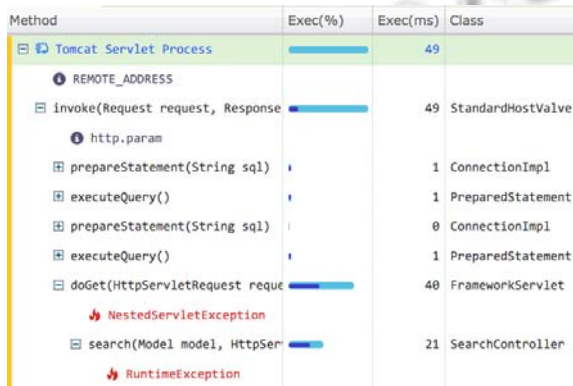 Method Exec(%) Exec(ms) Class
Tomcat Servlet Process 49
REMOTE_ADDRESS
invoke(Request request, Response 49 StandardHostValve
http.param
prepareStatement(String sql) 1 ConnectionImpl
executeQuery() 1 PreparedStatement
prepareStatement(String sql) 0 ConnectionImpl
executeQuery() 1 PreparedStatement
doGet(HttpServletRequest reque 40 FrameworkServlet
NestedServletException
search(Model model, HttpSer 21 SearchController
RuntimeException